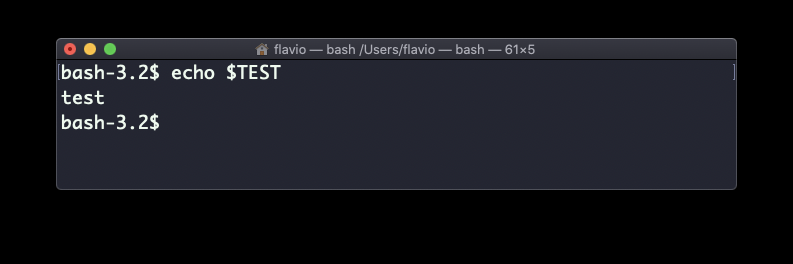 flavio — bash /Users/flavio — bash — 61×5
bash-3.2$ echo $TEST
test
bash-3.2$